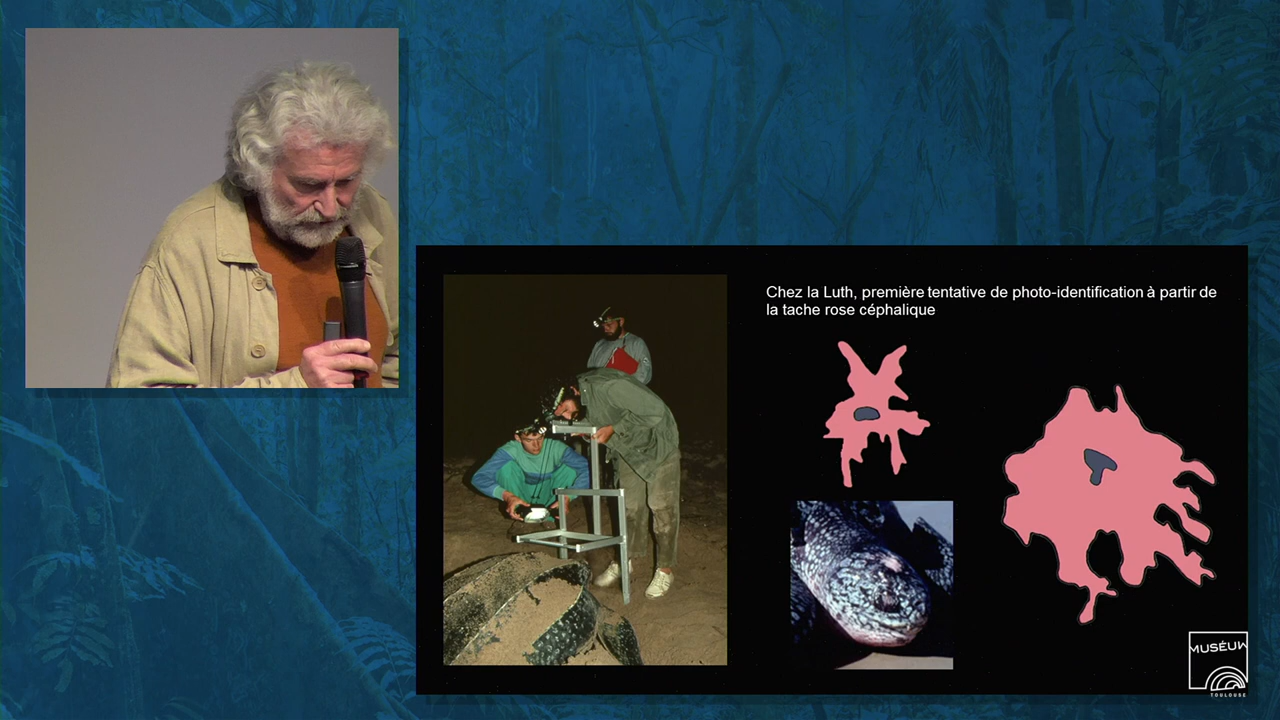 Chez la Luth, première tentative de photo-identification à partir de
la tache rose céphalique
MUSÉUM
TOULOUSE